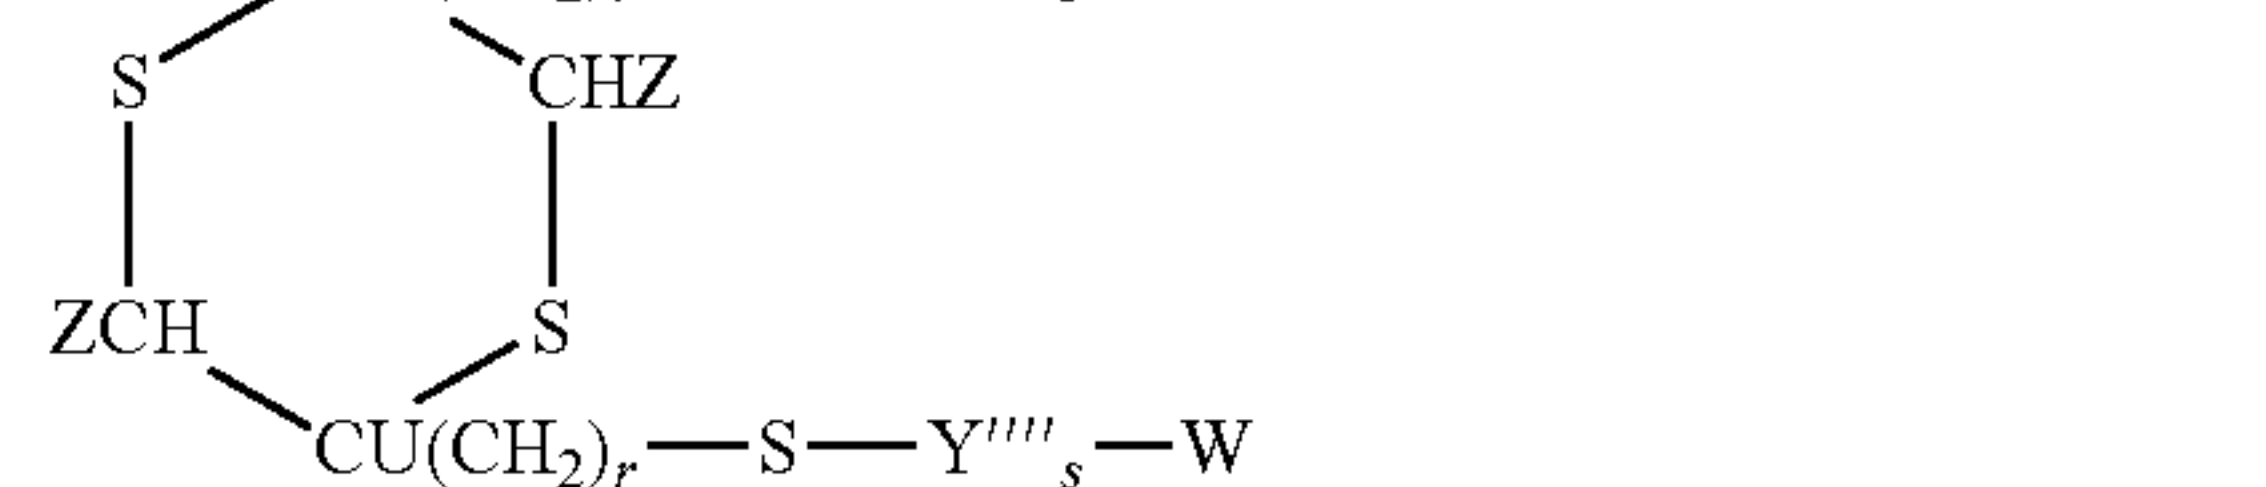 S
CHZ
ZCH
S
CU(CH₂)ᵣ—S—Y''''ₛ—W